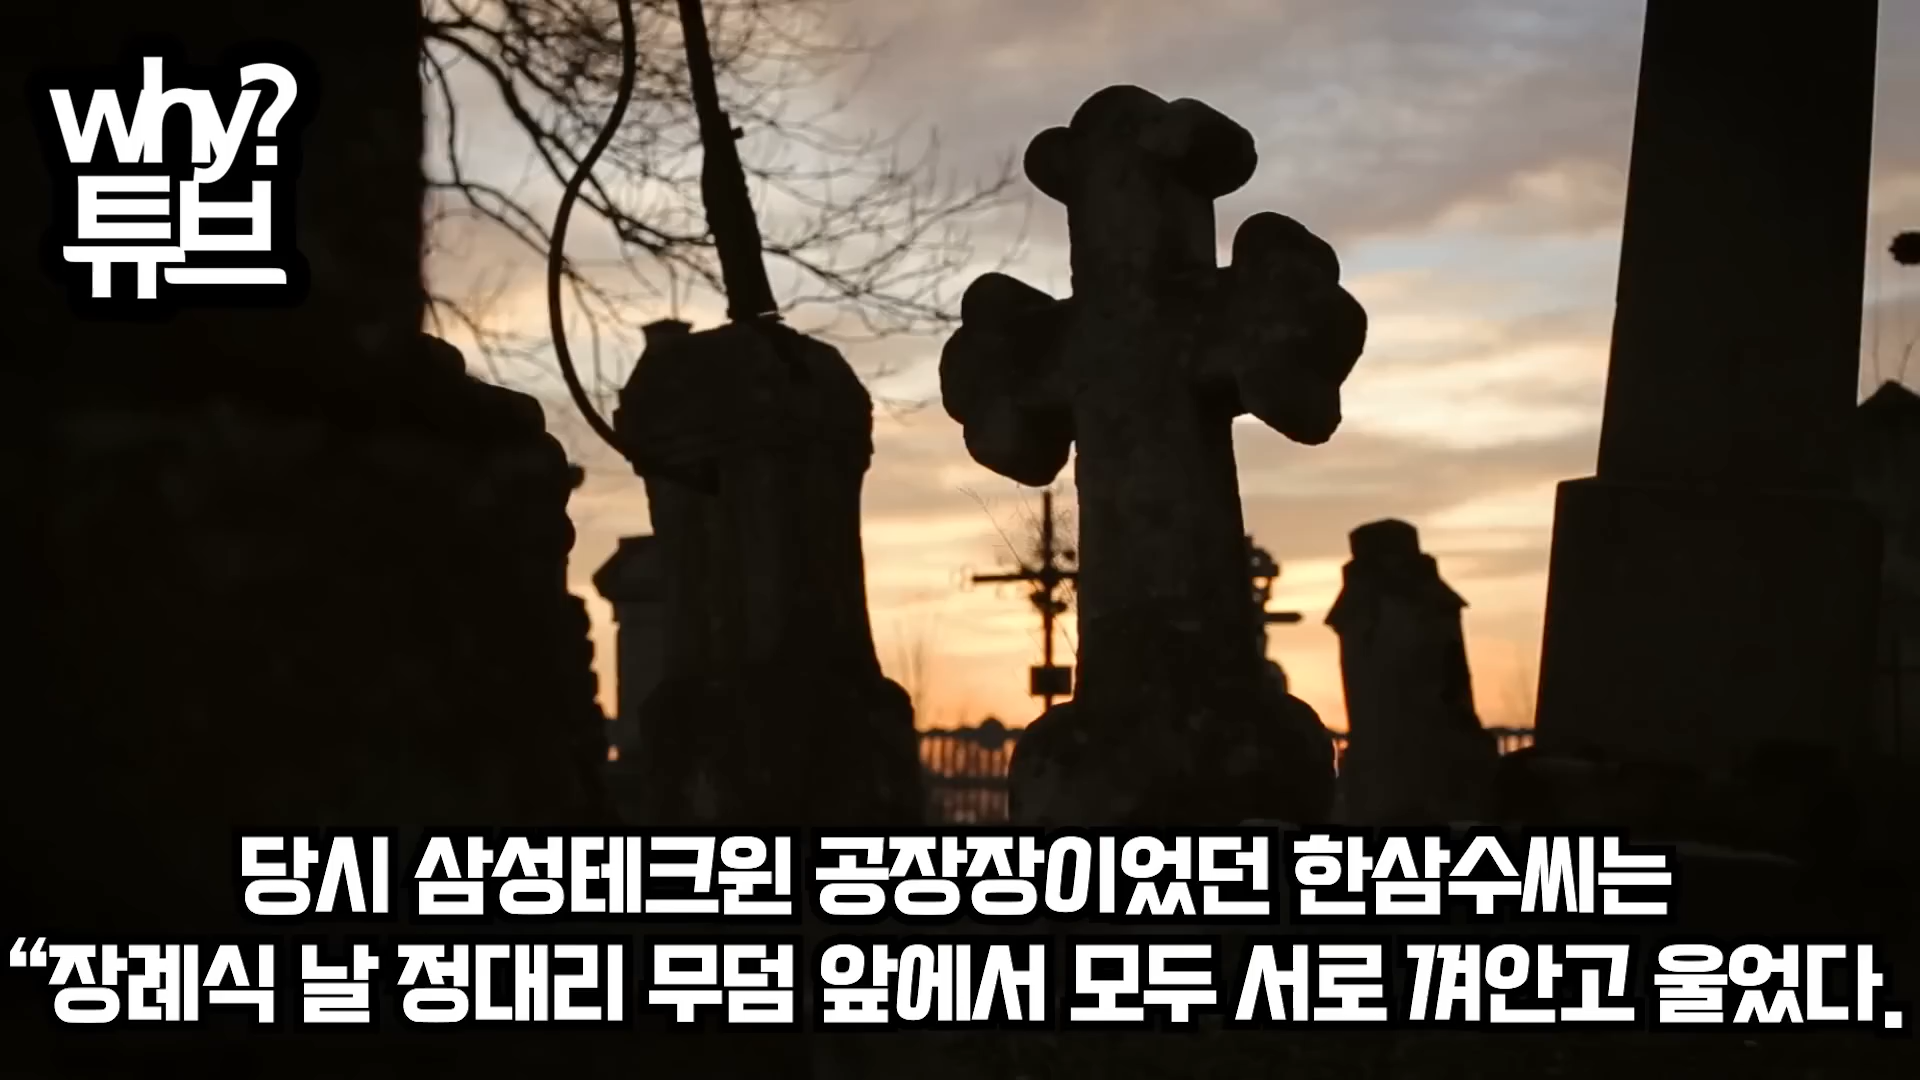 why?
튜브
당시 삼성테크윈 공장장이었던 한삼수씨는
“장례식 날 정대리 무덤 앞에서 모두 서로 껴안고 울었다.